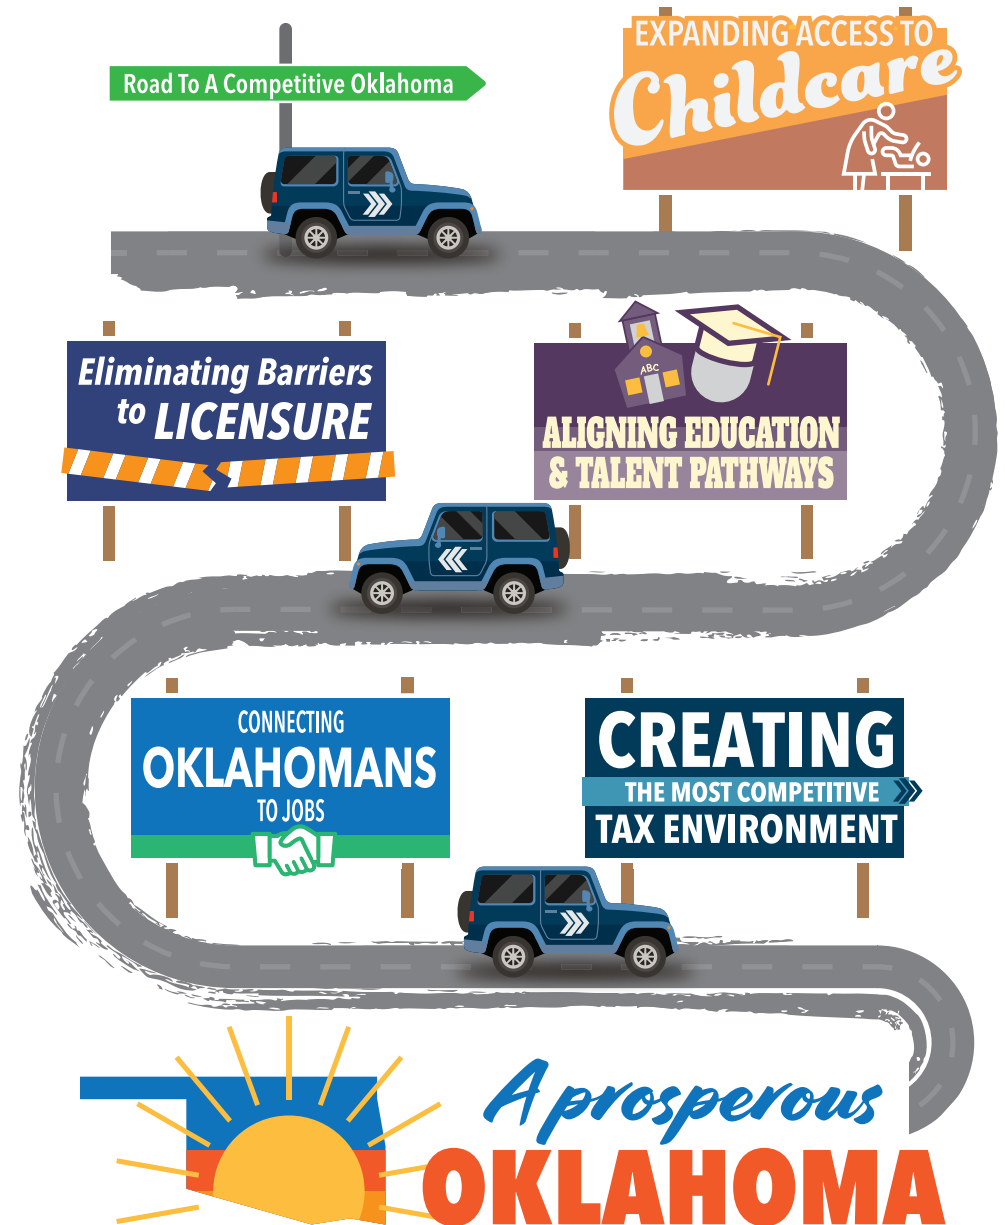 Road To A Competitive Oklahoma
EXPANDING ACCESS TO
Childcare
ABC
ALIGNING EDUCATION
& TALENT PATHWAYS
Eliminating Barriers
to LICENSURE
CONNECTING
OKLAHOMANS
TO JOBS
CREATING
THE MOST COMPETITIVE
TAX ENVIRONMENT
A prosperous
OKLAHOMA